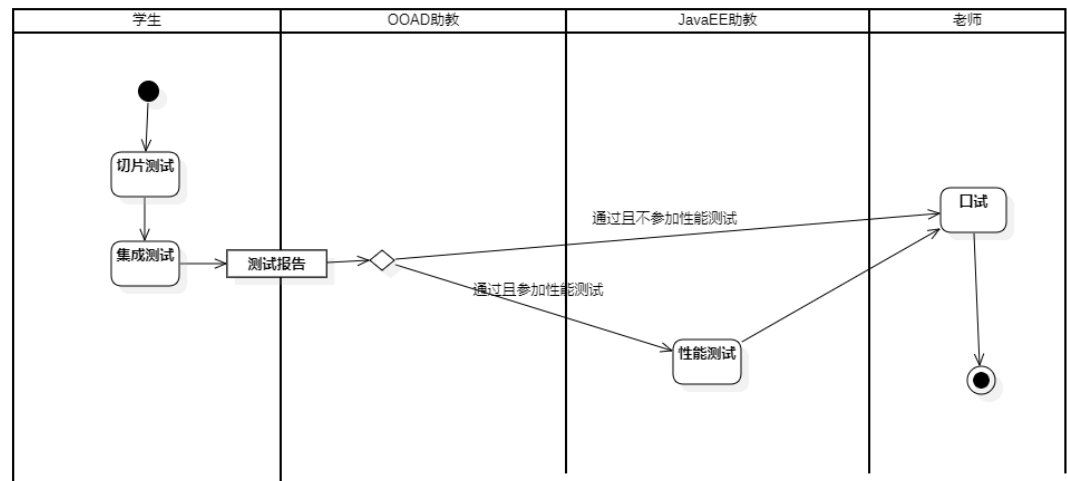 学生
OOAD助教
JavaEE助教
老师
切片测试
口试
通过且不参加性能测试
集成测试
测试报告
通过且参加性能测试
性能测试